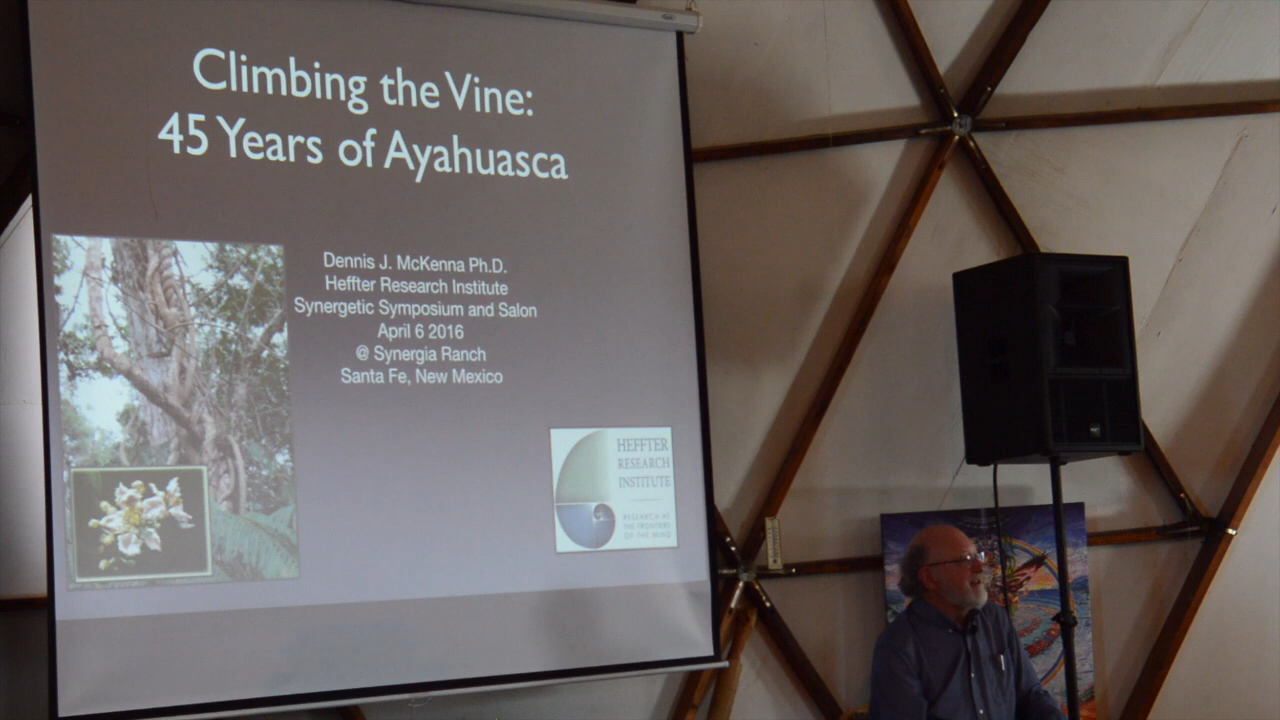 Climbing the Vine:
45 Years of Ayahuasca
Dennis J. McKenna Ph.D.
Heffter Research Institute
Synergetic Symposium and Salon
April 6 2016
@ Synergia Ranch
Santa Fe, New Mexico
HEFFTER
RESEARCH
INSTITUTE
RESEARCH AT
THE FRONTIERS
OF THE MIND